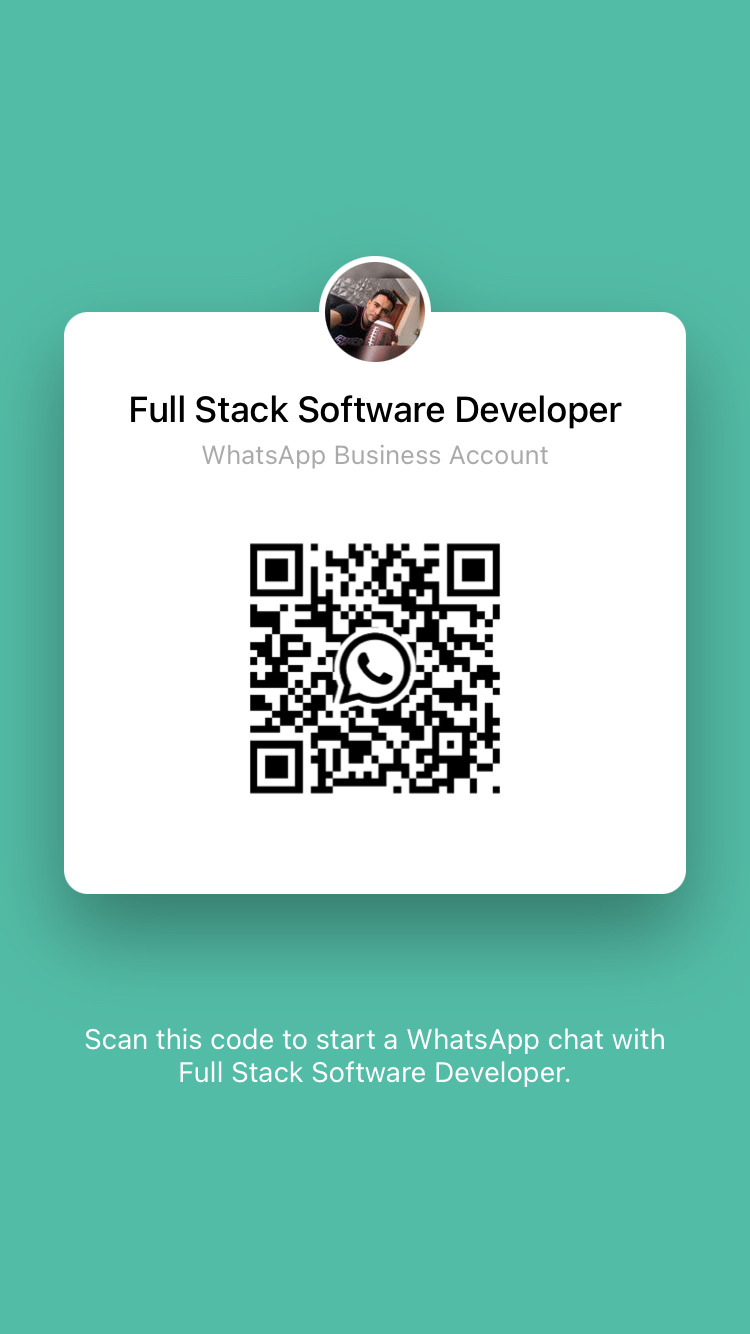 Full Stack Software Developer
WhatsApp Business Account
Scan this code to start a WhatsApp chat with
Full Stack Software Developer.